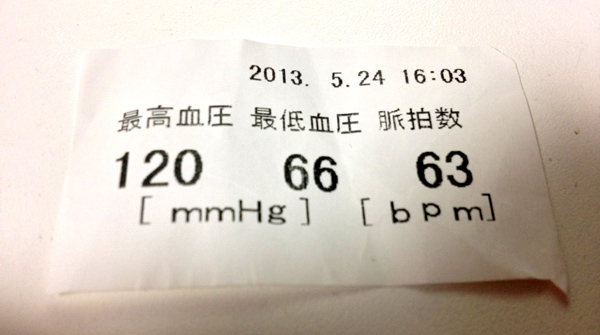 2013. 5.24 16:03
最高血圧 最低血圧 脈拍数
120 66 63
[ mmHg ] [ bpm]